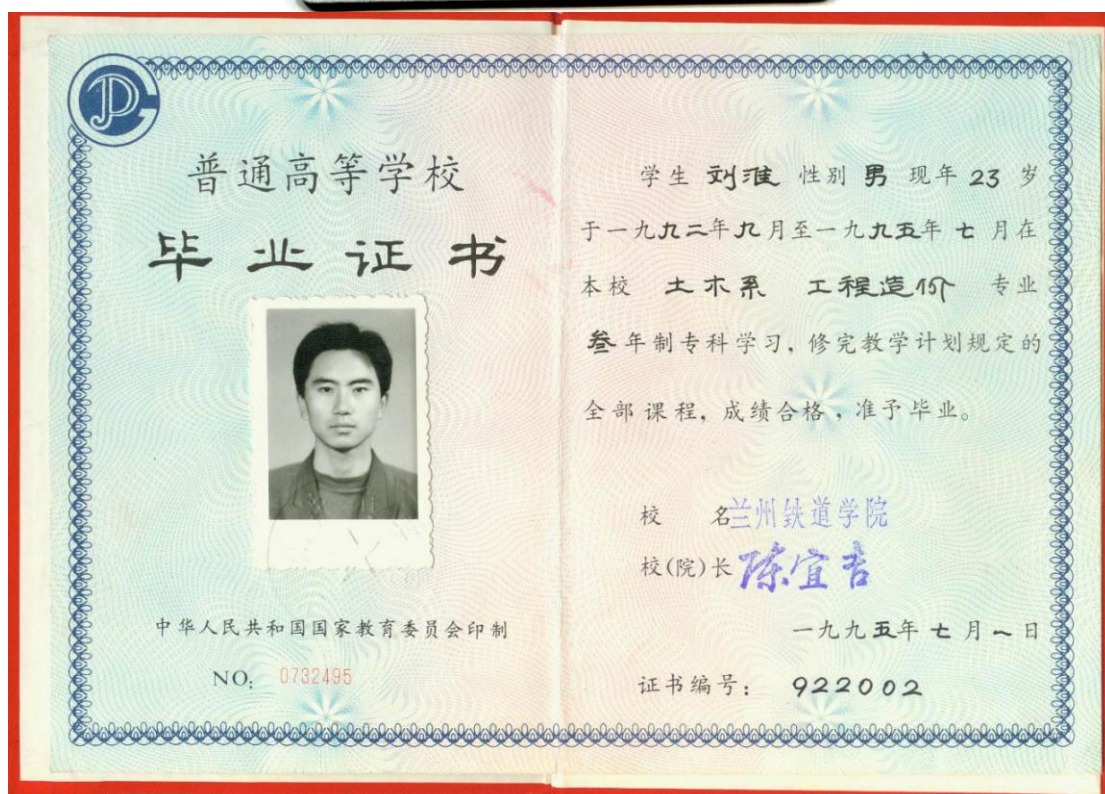 普通高等学校
毕业证书
中华人民共和国国家教育委员会印制
NO: 0732495
学生 刘淮 性别 男 现年 23 岁
于一九九二年九月至一九九五年七月在
本校 土木系 工程造价 专业
叁年制专科学习,修完教学计划规定的
全部课程,成绩合格,准予毕业。
校 名兰州铁道学院
校(院)长陈宜吉
一九九五年七月一日
证书编号: 922002